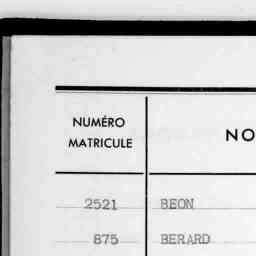 NUMÉRO
MATRICULE
NO
2521 BEON
875 BERARD